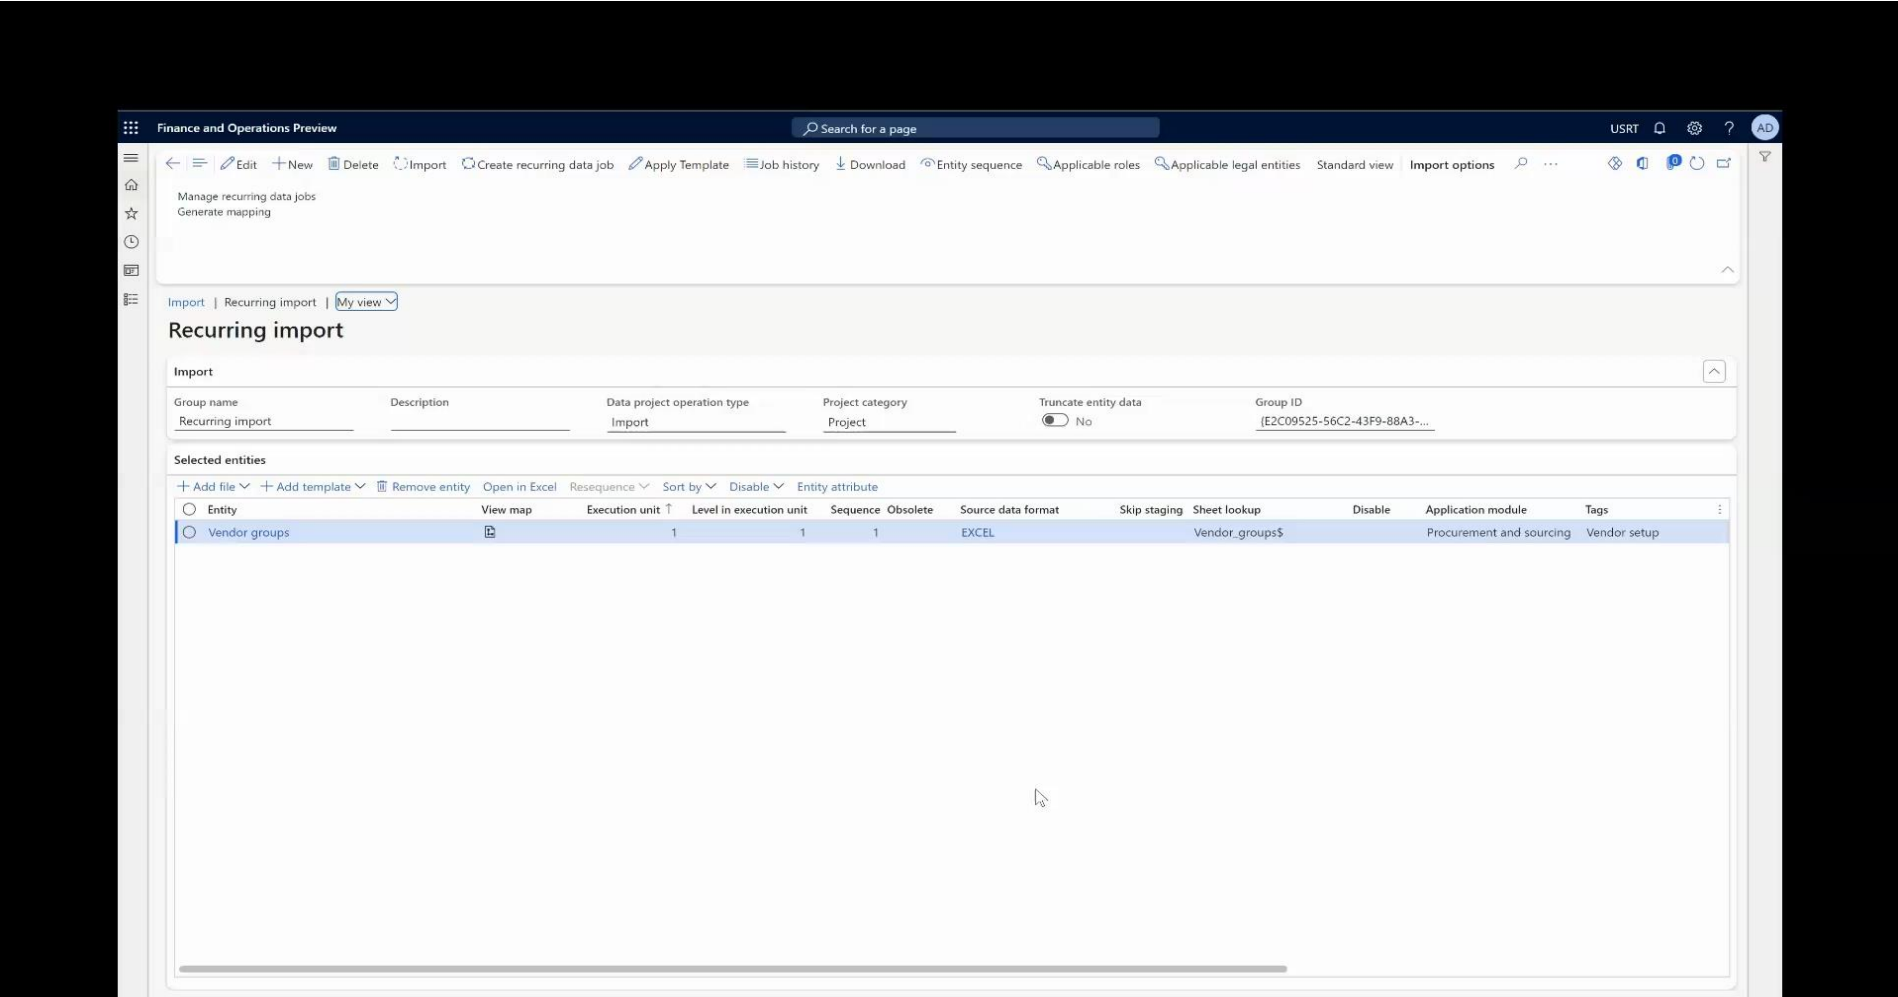 Finance and Operations Preview
Search for a page
USRT
?
AD
Edit
New
Delete
Import
Create recurring data job
Apply Template
Job history
Download
Entity sequence
Applicable roles
Applicable legal entities
Standard view
Import options
...
0
Manage recurring data jobs
Generate mapping
Import | Recurring import | My view
Recurring import
Import
Group name
Description
Data project operation type
Project category
Truncate entity data
Group ID
Recurring import
Import
Project
No
{E2C09525-56C2-43F9-88A3-...
Selected entities
Add file
Add template
Remove entity
Open in Excel
Resequence
Sort by
Disable
Entity attribute
Entity View map Execution unit Level in execution unit Sequence Obsolete Source data format Skip staging Sheet lookup Disable Application module Tags
Vendor groups 1 1 1 EXCEL Vendor_groups$ Procurement and sourcing Vendor setup